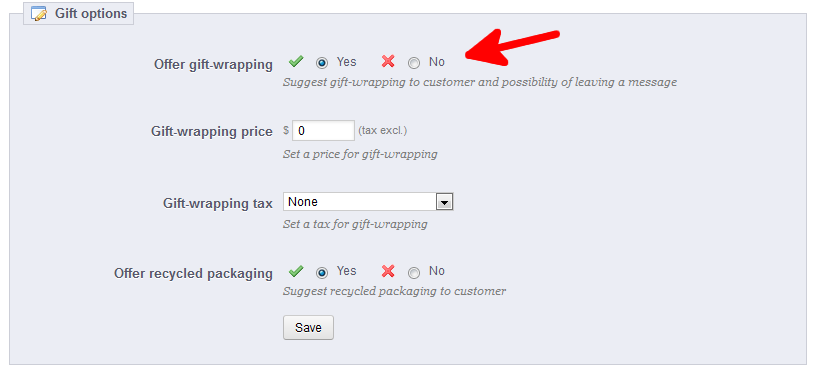 Gift options
Offer gift-wrapping Yes No
Suggest gift-wrapping to customer and possibility of leaving a message
Gift-wrapping price $ 0 (tax excl.)
Set a price for gift-wrapping
Gift-wrapping tax None
Set a tax for gift-wrapping
Offer recycled packaging Yes No
Suggest recycled packaging to customer
Save